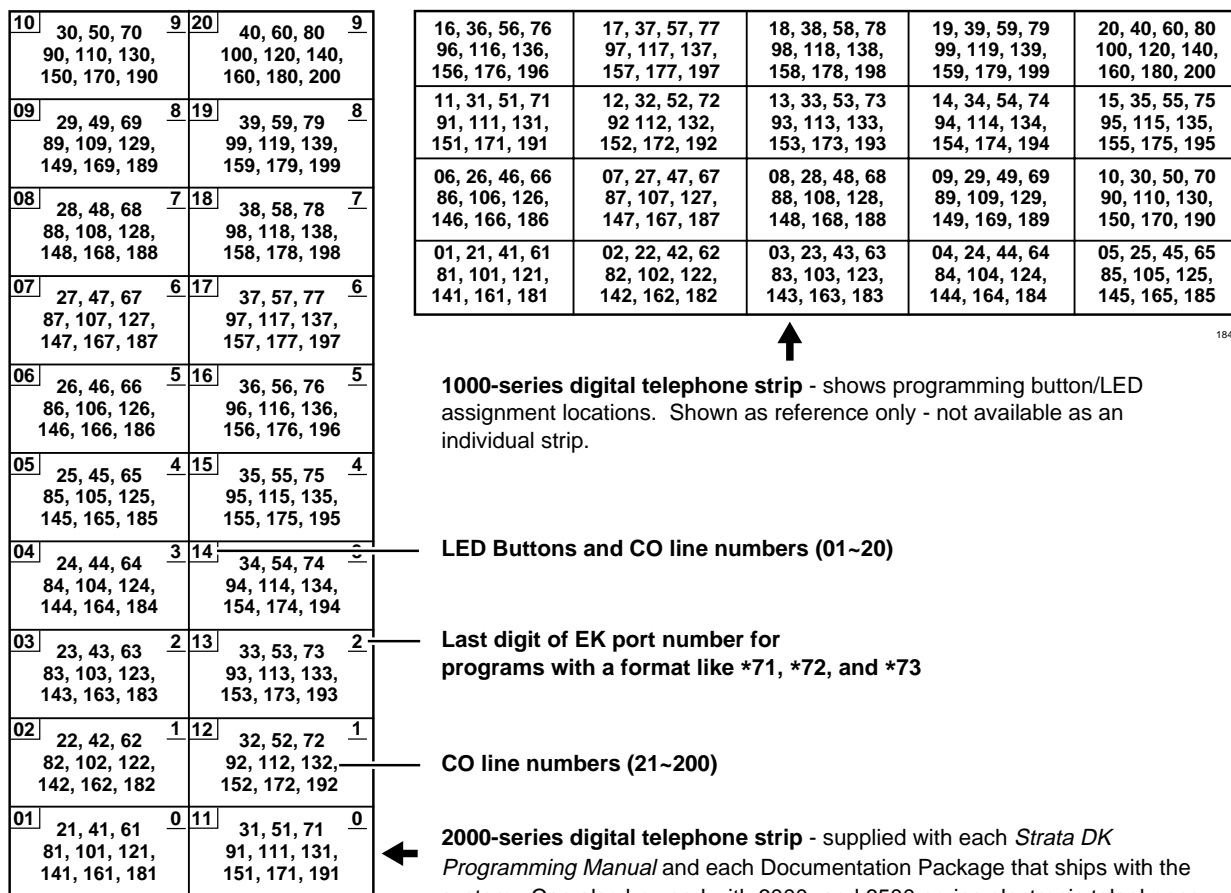 10 9 20 9
30, 50, 70 40, 60, 80
90, 110, 130, 100, 120, 140,
150, 170, 190 160, 180, 200
09 8 19 8
29, 49, 69 39, 59, 79
89, 109, 129, 99, 119, 139,
149, 169, 189 159, 179, 199
08 7 18 7
28, 48, 68 38, 58, 78
88, 108, 128, 98, 118, 138,
148, 168, 188 158, 178, 198
07 6 17 6
27, 47, 67 37, 57, 77
87, 107, 127, 97, 117, 137,
147, 167, 187 157, 177, 197
06 5 16 5
26, 46, 66 36, 56, 76
86, 106, 126, 96, 116, 136,
146, 166, 186 156, 176, 196
05 4 15 4
25, 45, 65 35, 55, 75
85, 105, 125, 95, 115, 135,
145, 165, 185 155, 175, 195
04 3 14 3
24, 44, 64 34, 54, 74
84, 104, 124, 94, 114, 134,
144, 164, 184 154, 174, 194
03 2 13 2
23, 43, 63 33, 53, 73
83, 103, 123, 93, 113, 133,
143, 163, 183 153, 173, 193
02 1 12 1
22, 42, 62 32, 52, 72
82, 102, 122, 92, 112, 132,
142, 162, 182 152, 172, 192
01 0 11 0
21, 41, 61 31, 51, 71
81, 101, 121, 91, 111, 131,
141, 161, 181 151, 171, 191
16, 36, 56, 76 17, 37, 57, 77 18, 38, 58, 78 19, 39, 59, 79 20, 40, 60, 80
96, 116, 136, 97, 117, 137, 98, 118, 138, 99, 119, 139, 100, 120, 140,
156, 176, 196 157, 177, 197 158, 178, 198 159, 179, 199 160, 180, 200
11, 31, 51, 71 12, 32, 52, 72 13, 33, 53, 73 14, 34, 54, 74 15, 35, 55, 75
91, 111, 131, 92 112, 132, 93, 113, 133, 94, 114, 134, 95, 115, 135,
151, 171, 191 152, 172, 192 153, 173, 193 154, 174, 194 155, 175, 195
06, 26, 46, 66 07, 27, 47, 67 08, 28, 48, 68 09, 29, 49, 69 10, 30, 50, 70
86, 106, 126, 87, 107, 127, 88, 108, 128, 89, 109, 129, 90, 110, 130,
146, 166, 186 147, 167, 187 148, 168, 188 149, 169, 189 150, 170, 190
01, 21, 41, 61 02, 22, 42, 62 03, 23, 43, 63 04, 24, 44, 64 05, 25, 45, 65
81, 101, 121, 82, 102, 122, 83, 103, 123, 84, 104, 124, 85, 105, 125,
141, 161, 181 142, 162, 182 143, 163, 183 144, 164, 184 145, 165, 185
184
1000-series digital telephone strip - shows programming button/LED
assignment locations. Shown as reference only - not available as an
individual strip.
LED Buttons and CO line numbers (01~20)
Last digit of EK port number for
programs with a format like *71, *72, and *73
CO line numbers (21~200)
2000-series digital telephone strip - supplied with each Strata DK
Programming Manual and each Documentation Package that ships with the